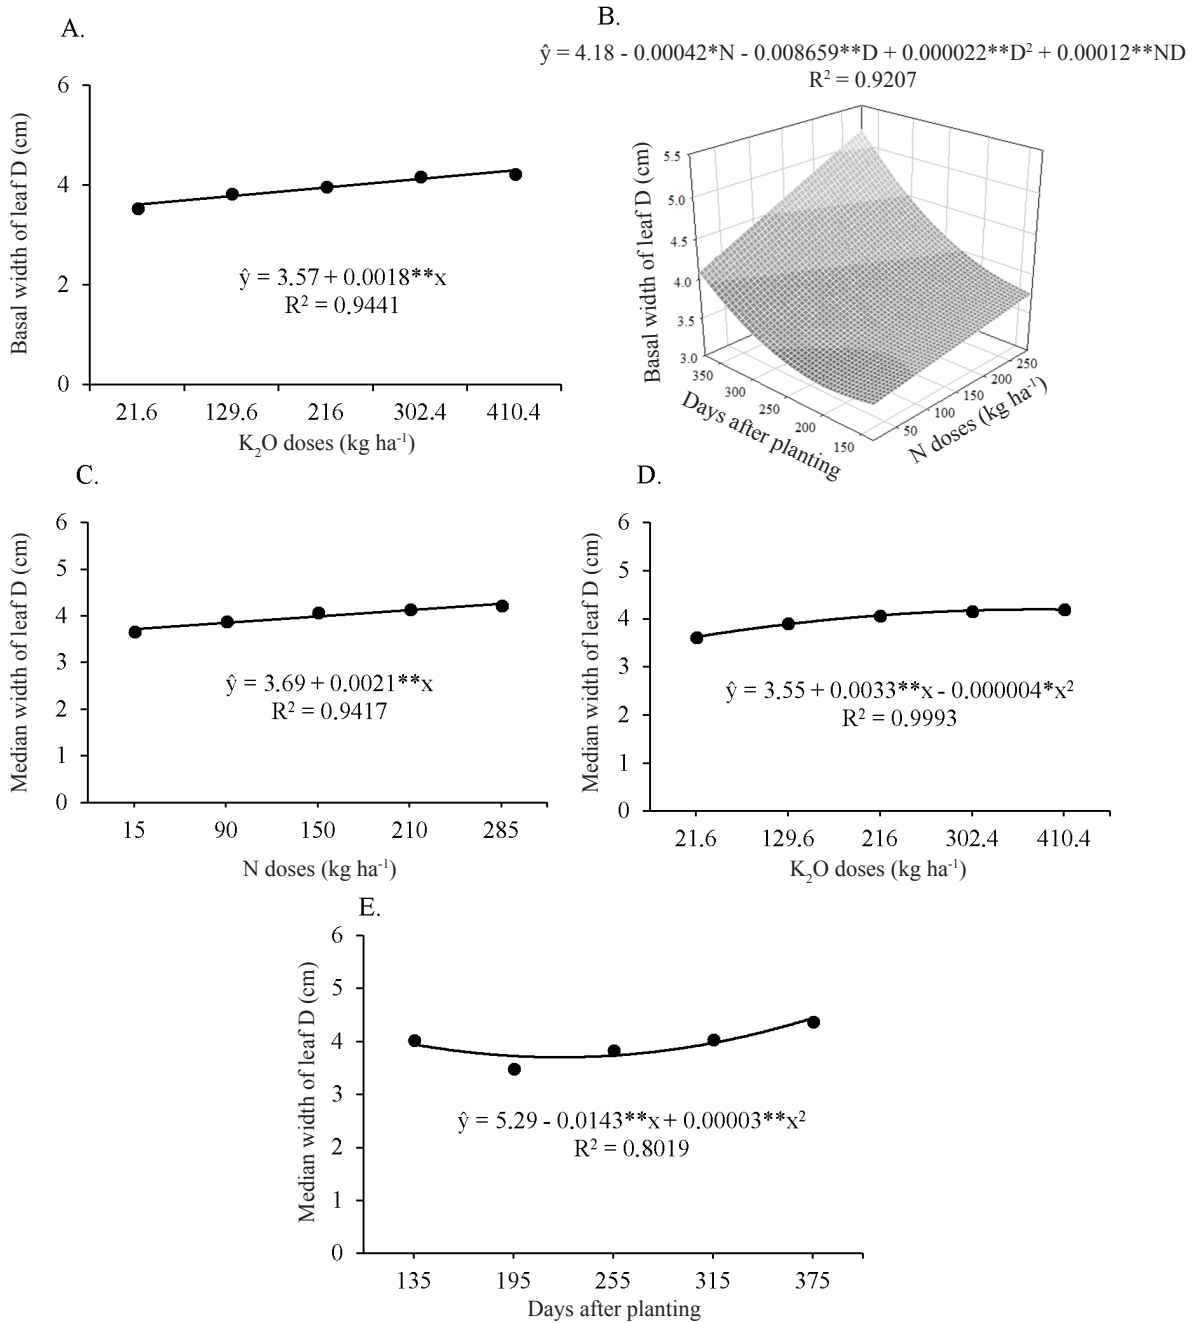 A.
Basal width of leaf D (cm)
6
4
2
0
ŷ = 3.57 + 0.0018**x
R² = 0.9441
21.6 129.6 216 302.4 410.4
K₂O doses (kg ha⁻¹)
B.
ŷ = 4.18 - 0.00042*N - 0.008659**D + 0.000022**D² + 0.00012**ND
R² = 0.9207
Basal width of leaf D (cm)
5.5
5.0
4.5
4.0
3.5
3.0
350 300 250 200 150
Days after planting
50 100 150 200 250
N doses (kg ha⁻¹)
C.
Median width of leaf D (cm)
6
5
4
3
2
1
0
ŷ = 3.69 + 0.0021**x
R² = 0.9417
15 90 150 210 285
N doses (kg ha⁻¹)
D.
Median width of leaf D (cm)
6
5
4
3
2
1
0
ŷ = 3.55 + 0.0033**x - 0.000004*x²
R² = 0.9993
21.6 129.6 216 302.4 410.4
K₂O doses (kg ha⁻¹)
E.
Median width of leaf D (cm)
6
5
4
3
2
1
0
ŷ = 5.29 - 0.0143**x + 0.00003**x²
R² = 0.8019
135 195 255 315 375
Days after planting